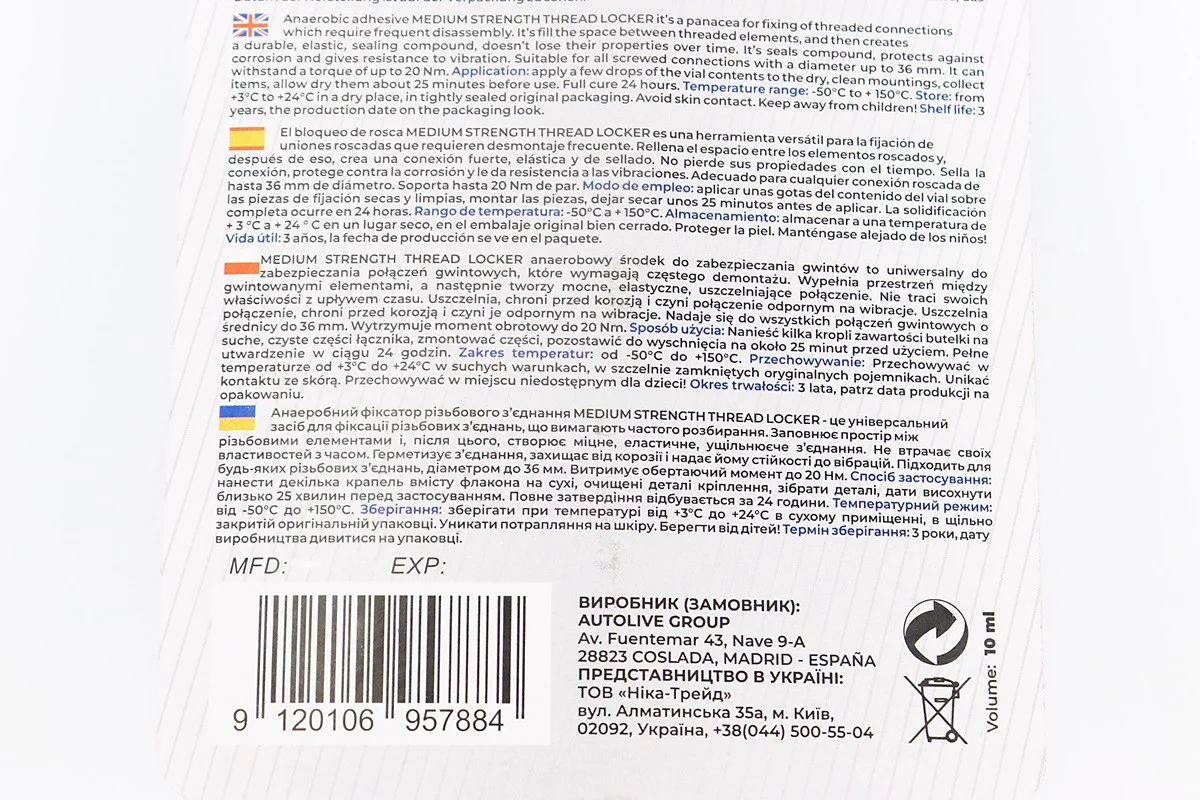 Anaerobic adhesive MEDIUM STRENGTH THREAD LOCKER it's a panacea for fixing of threaded connections
which require frequent disassembly. It's fill the space between threaded elements, and then creates
a durable, elastic, sealing compound, doesn't lose their properties over time. It's seals compound, protects against
corrosion and gives resistance to vibration. Suitable for all screwed connections with a diameter up to 36 mm. It can
withstand a torque of up to 20 Nm. Application: apply a few drops of the vial contents to the dry, clean mountings, collect
items, allow dry them about 25 minutes before use. Full cure 24 hours. Temperature range: -50°C to + 150°C. Store: from
+3°C to +24°C in a dry place, in tightly sealed original packaging. Avoid skin contact. Keep away from children! Shelf life: 3
years, the production date on the packaging look.
El bloqueo de rosca MEDIUM STRENGTH THREAD LOCKER es una herramienta versátil para la fijación de
uniones roscadas que requieren desmontaje frecuente. Rellena el espacio entre los elementos roscados y,
después de eso, crea una conexión fuerte, elástica y de sellado. No pierde sus propiedades con el tiempo. Sella la
conexión, protege contra la corrosión y le da resistencia a las vibraciones. Adecuado para cualquier conexión roscada de
hasta 36 mm de diámetro. Soporta hasta 20 Nm de par. Modo de empleo: aplicar unas gotas del contenido del vial sobre
las piezas de fijación secas y limpias, montar las piezas, dejar secar unos 25 minutos antes de aplicar. La solidificación
completa ocurre en 24 horas. Rango de temperatura: -50°C a + 150°C. Almacenamiento: almacenar a una temperatura de
+ 3 °C a + 24 ° C en un lugar seco, en el embalaje original bien cerrado. Proteger la piel. Manténgase alejado de los niños!
Vida útil: 3 años, la fecha de producción se ve en el paquete.
MEDIUM STRENGTH THREAD LOCKER anaerobowy środek do zabezpieczania gwintów to uniwersalny do
zabezpieczania połączeń gwintowych, które wymagają częstego demontażu. Wypełnia przestrzeń między
gwintowanymi elementami, a następnie tworzy mocne, elastyczne, uszczelniające połączenie. Nie traci swoich
właściwości z upływem czasu. Uszczelnia, chroni przed korozją i czyni połączenie odpornym na wibracje. Uszczelnia
połączenie, chroni przed korozją i czyni je odpornym na wibracje. Nadaje się do wszystkich połączeń gwintowych o
średnicy do 36 mm. Wytrzymuje moment obrotowy do 20 Nm. Sposób użycia: Nanieść kilka kropli zawartości butelki na
suche, czyste części łącznika, zmontować części, pozostawić do wyschnięcia na około 25 minut przed użyciem. Pełne
utwardzenie w ciągu 24 godzin. Zakres temperatur: od -50°C do +150°C. Przechowywanie: Przechowywać w
temperaturze od +3°C do +24°C w suchych warunkach, w szczelnie zamkniętych oryginalnych pojemnikach. Unikać
kontaktu ze skórą. Przechowywać w miejscu niedostępnym dla dzieci! Okres trwałości: 3 lata, patrz data produkcji na
opakowaniu.
Анаеробний фіксатор різьбового з'єднання MEDIUM STRENGTH THREAD LOCKER - це універсальний
засіб для фіксації різьбових з'єднань, що вимагають частого розбирання. Заповнює простір між
різьбовими елементами і, після цього, створює міцне, еластичне, ущільнююче з'єднання. Не втрачає своїх
властивостей з часом. Герметизує з'єднання, захищає від корозії і надає йому стійкості до вібрацій. Підходить для
будь-яких різьбових з'єднань, діаметром до 36 мм. Витримує обертаючий момент до 20 Нм. Спосіб застосування:
нанести декілька крапель вмісту флакона на сухі, очищені деталі кріплення, зібрати деталі, дати висохнути
близько 25 хвилин перед застосуванням. Повне затвердіння відбувається за 24 години. Температурний режим:
від -50°C до +150°C. Зберігання: зберігати при температурі від +3°C до +24°C в сухому приміщенні, в щільно
закритій оригінальній упаковці. Уникати потрапляння на шкіру. Берегти від дітей! Термін зберігання: 3 роки, дату
виробництва дивитися на упаковці.
MFD: EXP:
9 120106 957884
ВИРОБНИК (ЗАМОВНИК):
AUTOLIVE GROUP
Av. Fuentemar 43, Nave 9-A
28823 COSLADA, MADRID - ESPAÑA
ПРЕДСТАВНИЦТВО В УКРАЇНІ:
ТОВ «Ніка-Трейд»
вул. Алматинська 35а, м. Київ,
02092, Україна, +38(044) 500-55-04
Volume: 10 ml